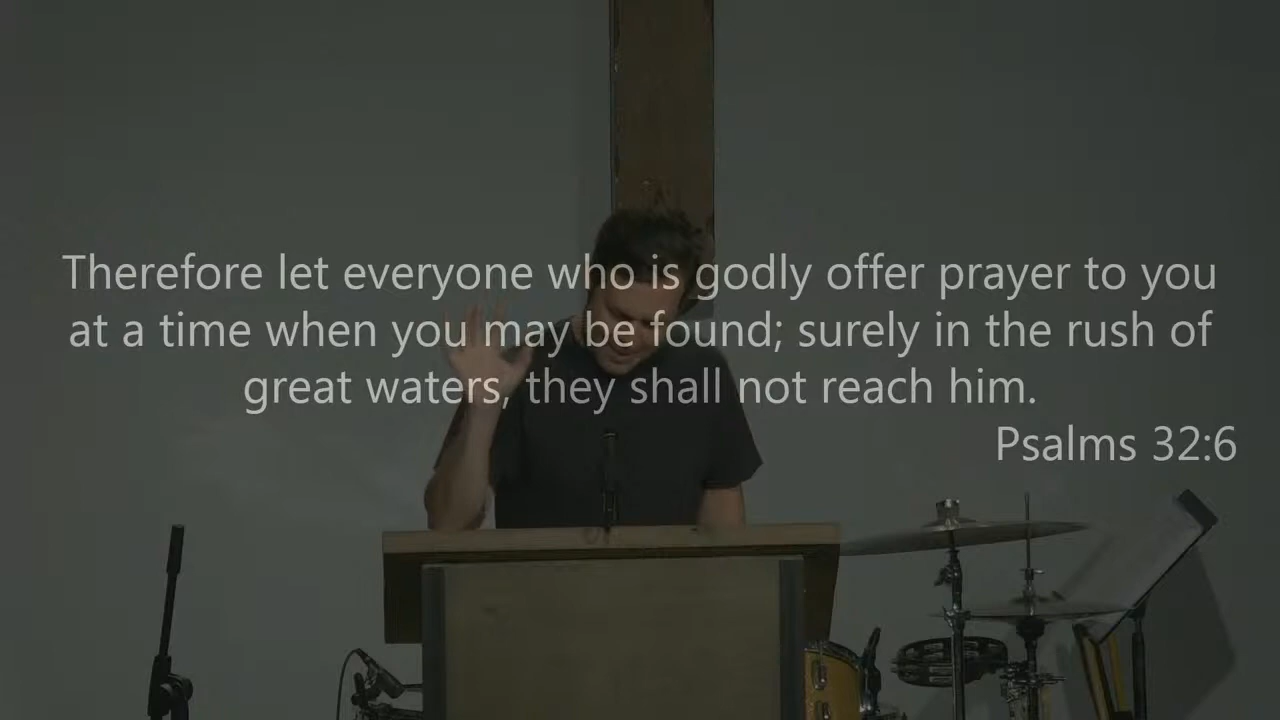 Therefore let everyone who is godly offer prayer to you
at a time when you may be found; surely in the rush of
great waters, they shall not reach him.
Psalms 32:6